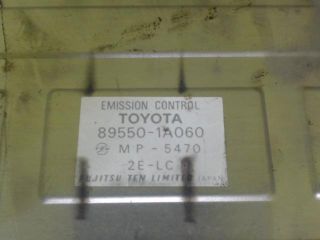 EMISSION CONTROL
TOYOTA
89550-1A060
MP-5470
2E-LC
FUJITSU TEN LIMITED (JAPAN)